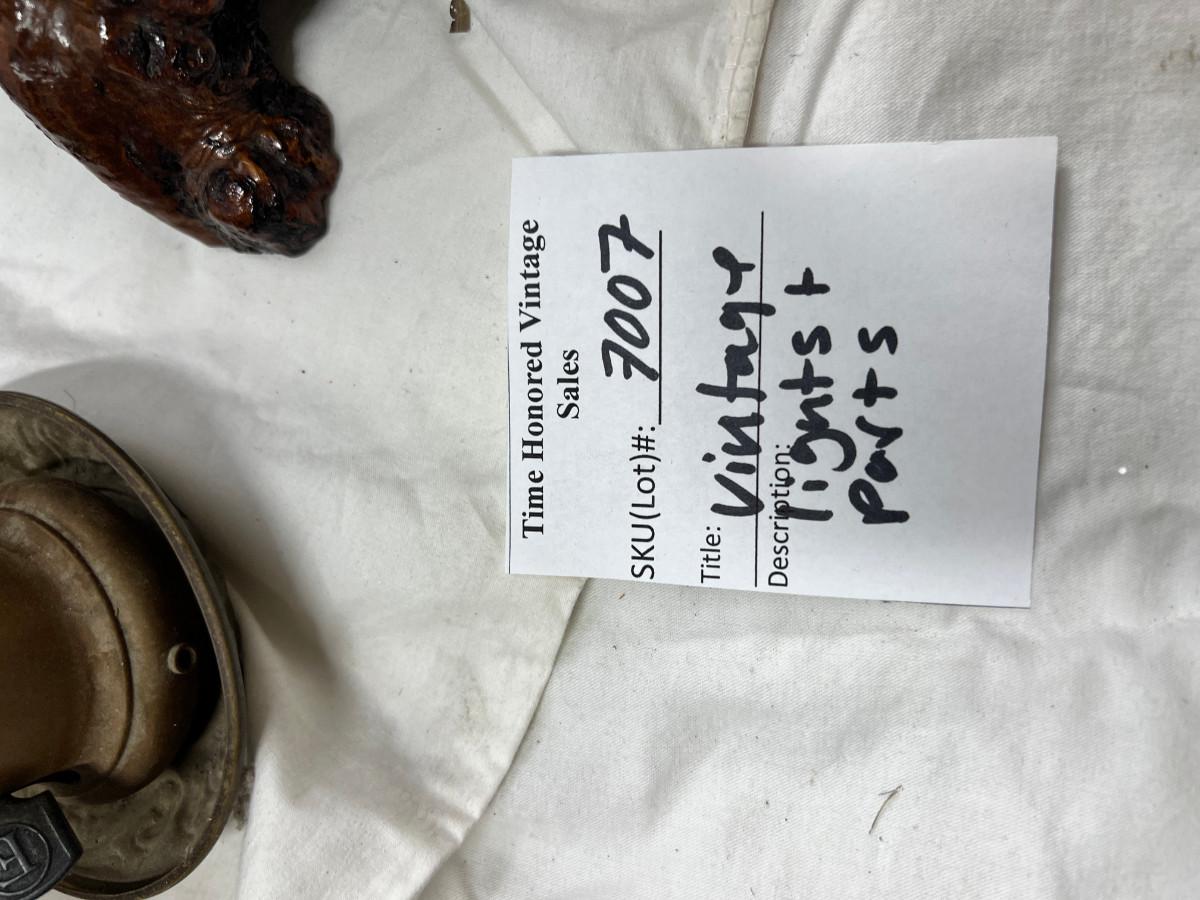 Time Honored Vintage
Sales
SKU(Lot)#: 7007
Title: Vintage
Description: lights +
parts
E